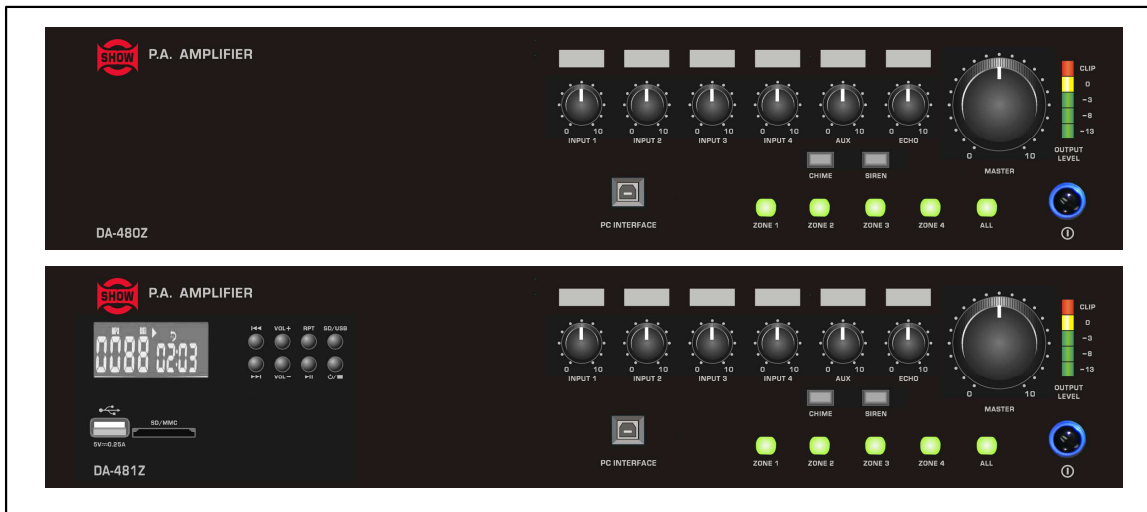 SHOW P.A. AMPLIFIER
CLIP
0
-3
-8
-13
OUTPUT
LEVEL
0 10 0 10 0 10 0 10 0 10 0 10
INPUT 1 INPUT 2 INPUT 3 INPUT 4 AUX ECHO
0 10
MASTER
CHIME SIREN
PC INTERFACE ZONE 1 ZONE 2 ZONE 3 ZONE 4 ALL
DA-480Z
SHOW P.A. AMPLIFIER
0088 02:03
VOL+ RPT SD/USB
VOL-
SD/MMC
5V 0.25A
CLIP
0
-3
-8
-13
OUTPUT
LEVEL
0 10 0 10 0 10 0 10 0 10 0 10
INPUT 1 INPUT 2 INPUT 3 INPUT 4 AUX ECHO
0 10
MASTER
CHIME SIREN
PC INTERFACE ZONE 1 ZONE 2 ZONE 3 ZONE 4 ALL
DA-481Z